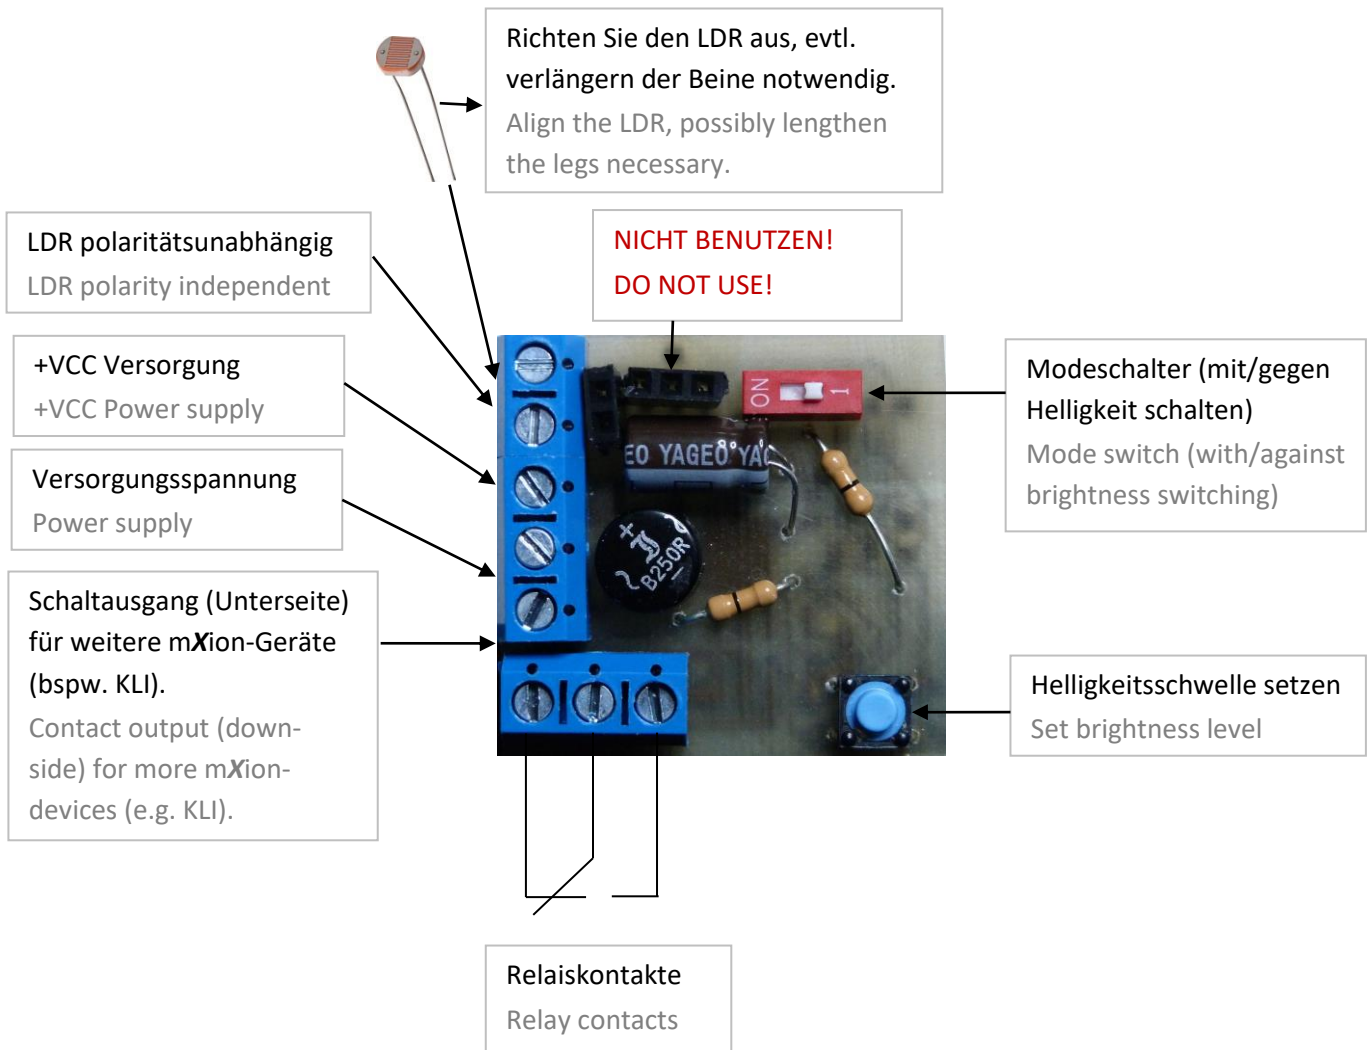 Richten Sie den LDR aus, evtl.
verlängern der Beine notwendig.
Align the LDR, possibly lengthen
the legs necessary.
LDR polaritätsunabhängig
LDR polarity independent
NICHT BENUTZEN!
DO NOT USE!
+VCC Versorgung
+VCC Power supply
Modeschalter (mit/gegen
Helligkeit schalten)
Mode switch (with/against
brightness switching)
ON
1
EO YAGEO YAG
Versorgungsspannung
Power supply
+
B250R
Schaltausgang (Unterseite)
für weitere mXion-Geräte
(bspw. KLI).
Contact output (down-
side) for more mXion-
devices (e.g. KLI).
Helligkeitsschwelle setzen
Set brightness level
Relaiskontakte
Relay contacts